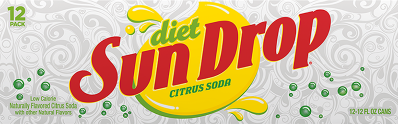 12
PACK
diet
Sun Drop
CITRUS SODA
Low Calorie
Naturally Flavored Citrus Soda
with other Natural Flavors.
12-12 FL OZ CANS